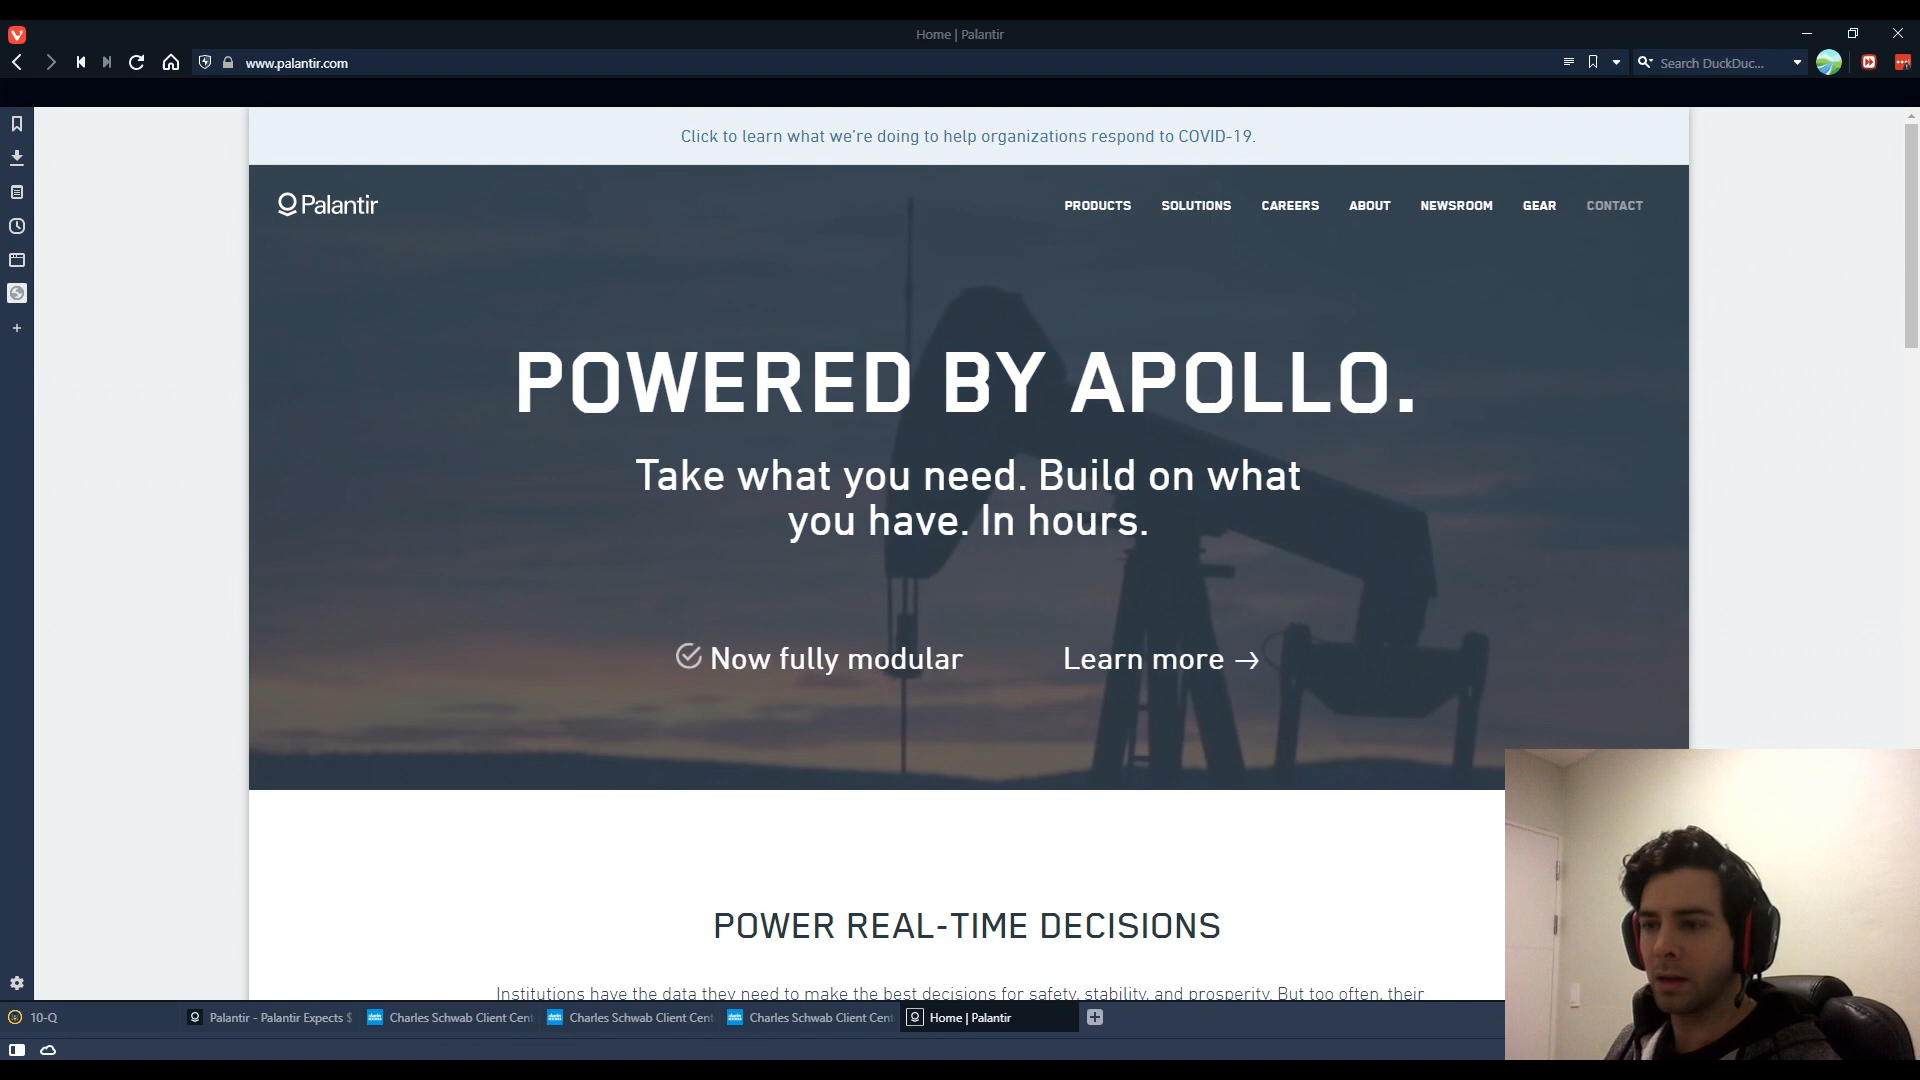 Home | Palantir
www.palantir.com
Search DuckDuc...
Click to learn what we're doing to help organizations respond to COVID-19.
Palantir
PRODUCTS SOLUTIONS CAREERS ABOUT NEWSROOM GEAR CONTACT
POWERED BY APOLLO.
Take what you need. Build on what
you have. In hours.
Now fully modular
Learn more →
POWER REAL-TIME DECISIONS
Institutions have the data they need to make the best decisions for safety, stability, and prosperity. But too often, their
10-Q
Palantir - Palantir Expects $
Charles Schwab Client Cent
Charles Schwab Client Cent
Charles Schwab Client Cent
Home | Palantir